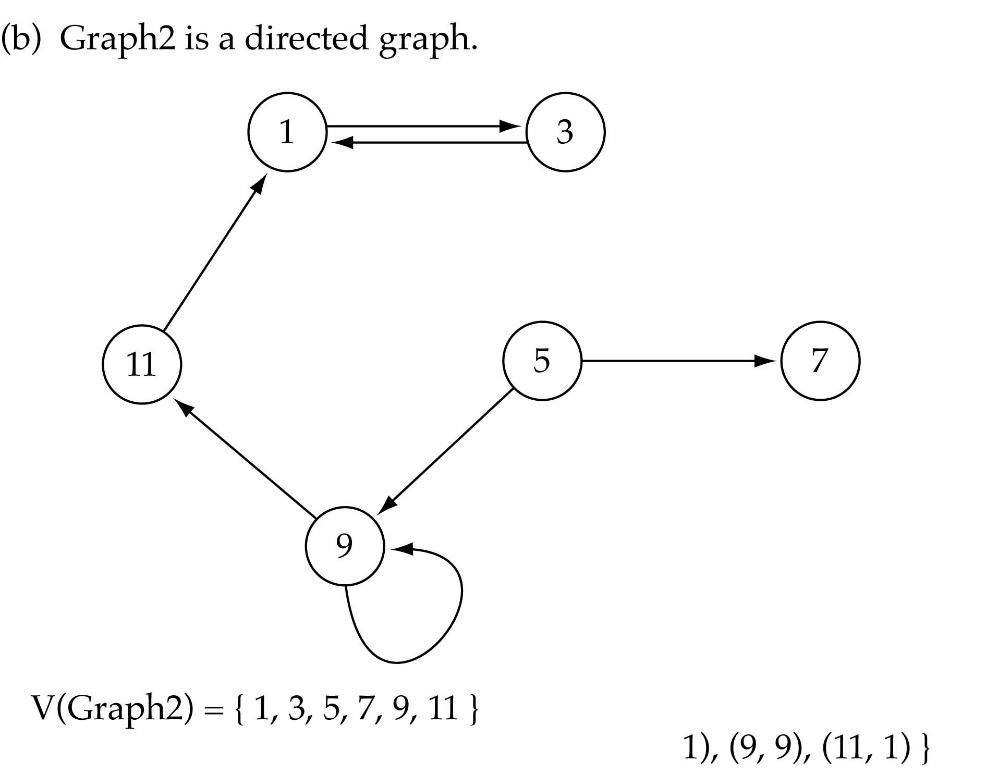 (b) Graph2 is a directed graph.
1
3
11
5
7
9
V(Graph2) = { 1, 3, 5, 7, 9, 11 }
1), (9, 9), (11, 1) }